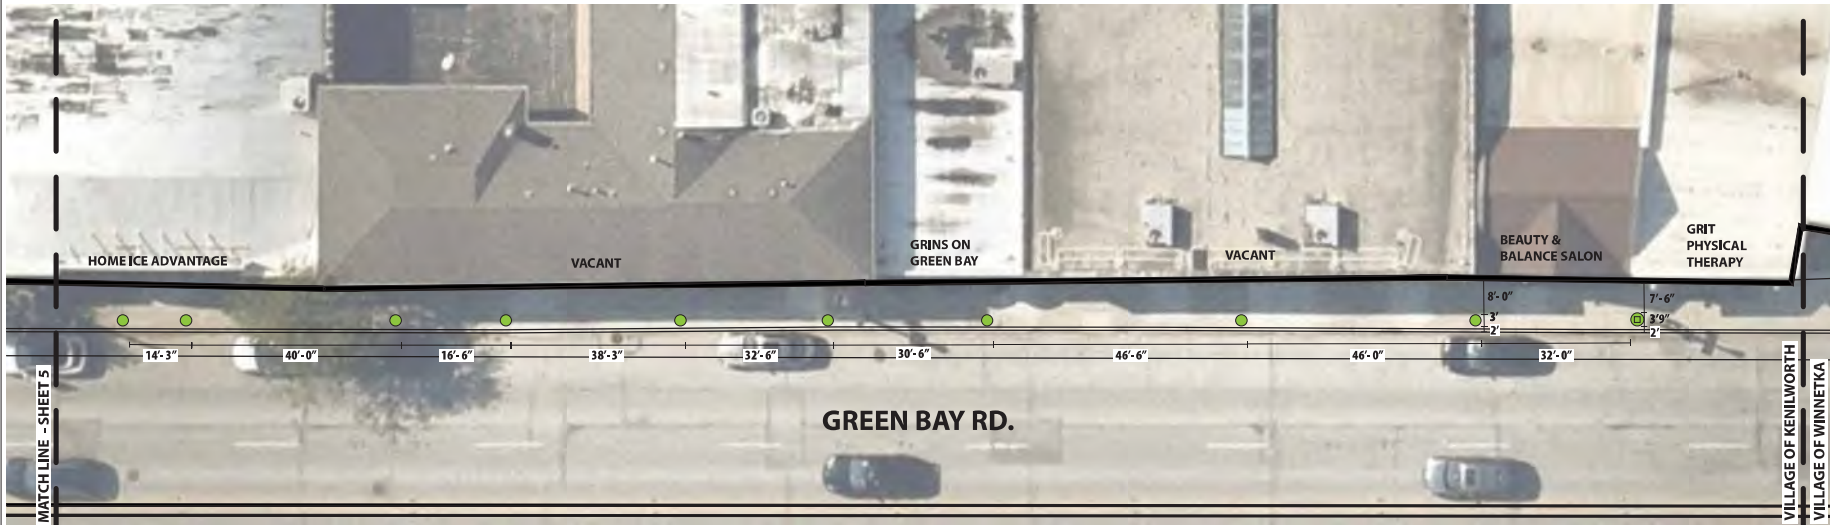 HOME ICE ADVANTAGE
VACANT
GRINS ON
GREEN BAY
VACANT
BEAUTY &
BALANCE SALON
GRIT
PHYSICAL
THERAPY
8'- 0"
3'
2'
7'- 6"
3'9"
2'
14'- 3"
40'- 0"
16'- 6"
38'- 3"
32'- 6"
30'- 6"
46'- 6"
46'- 0"
32'- 0"
GREEN BAY RD.
MATCH LINE - SHEET 5
VILLAGE OF KENILWORTH
VILLAGE OF WINNETKA